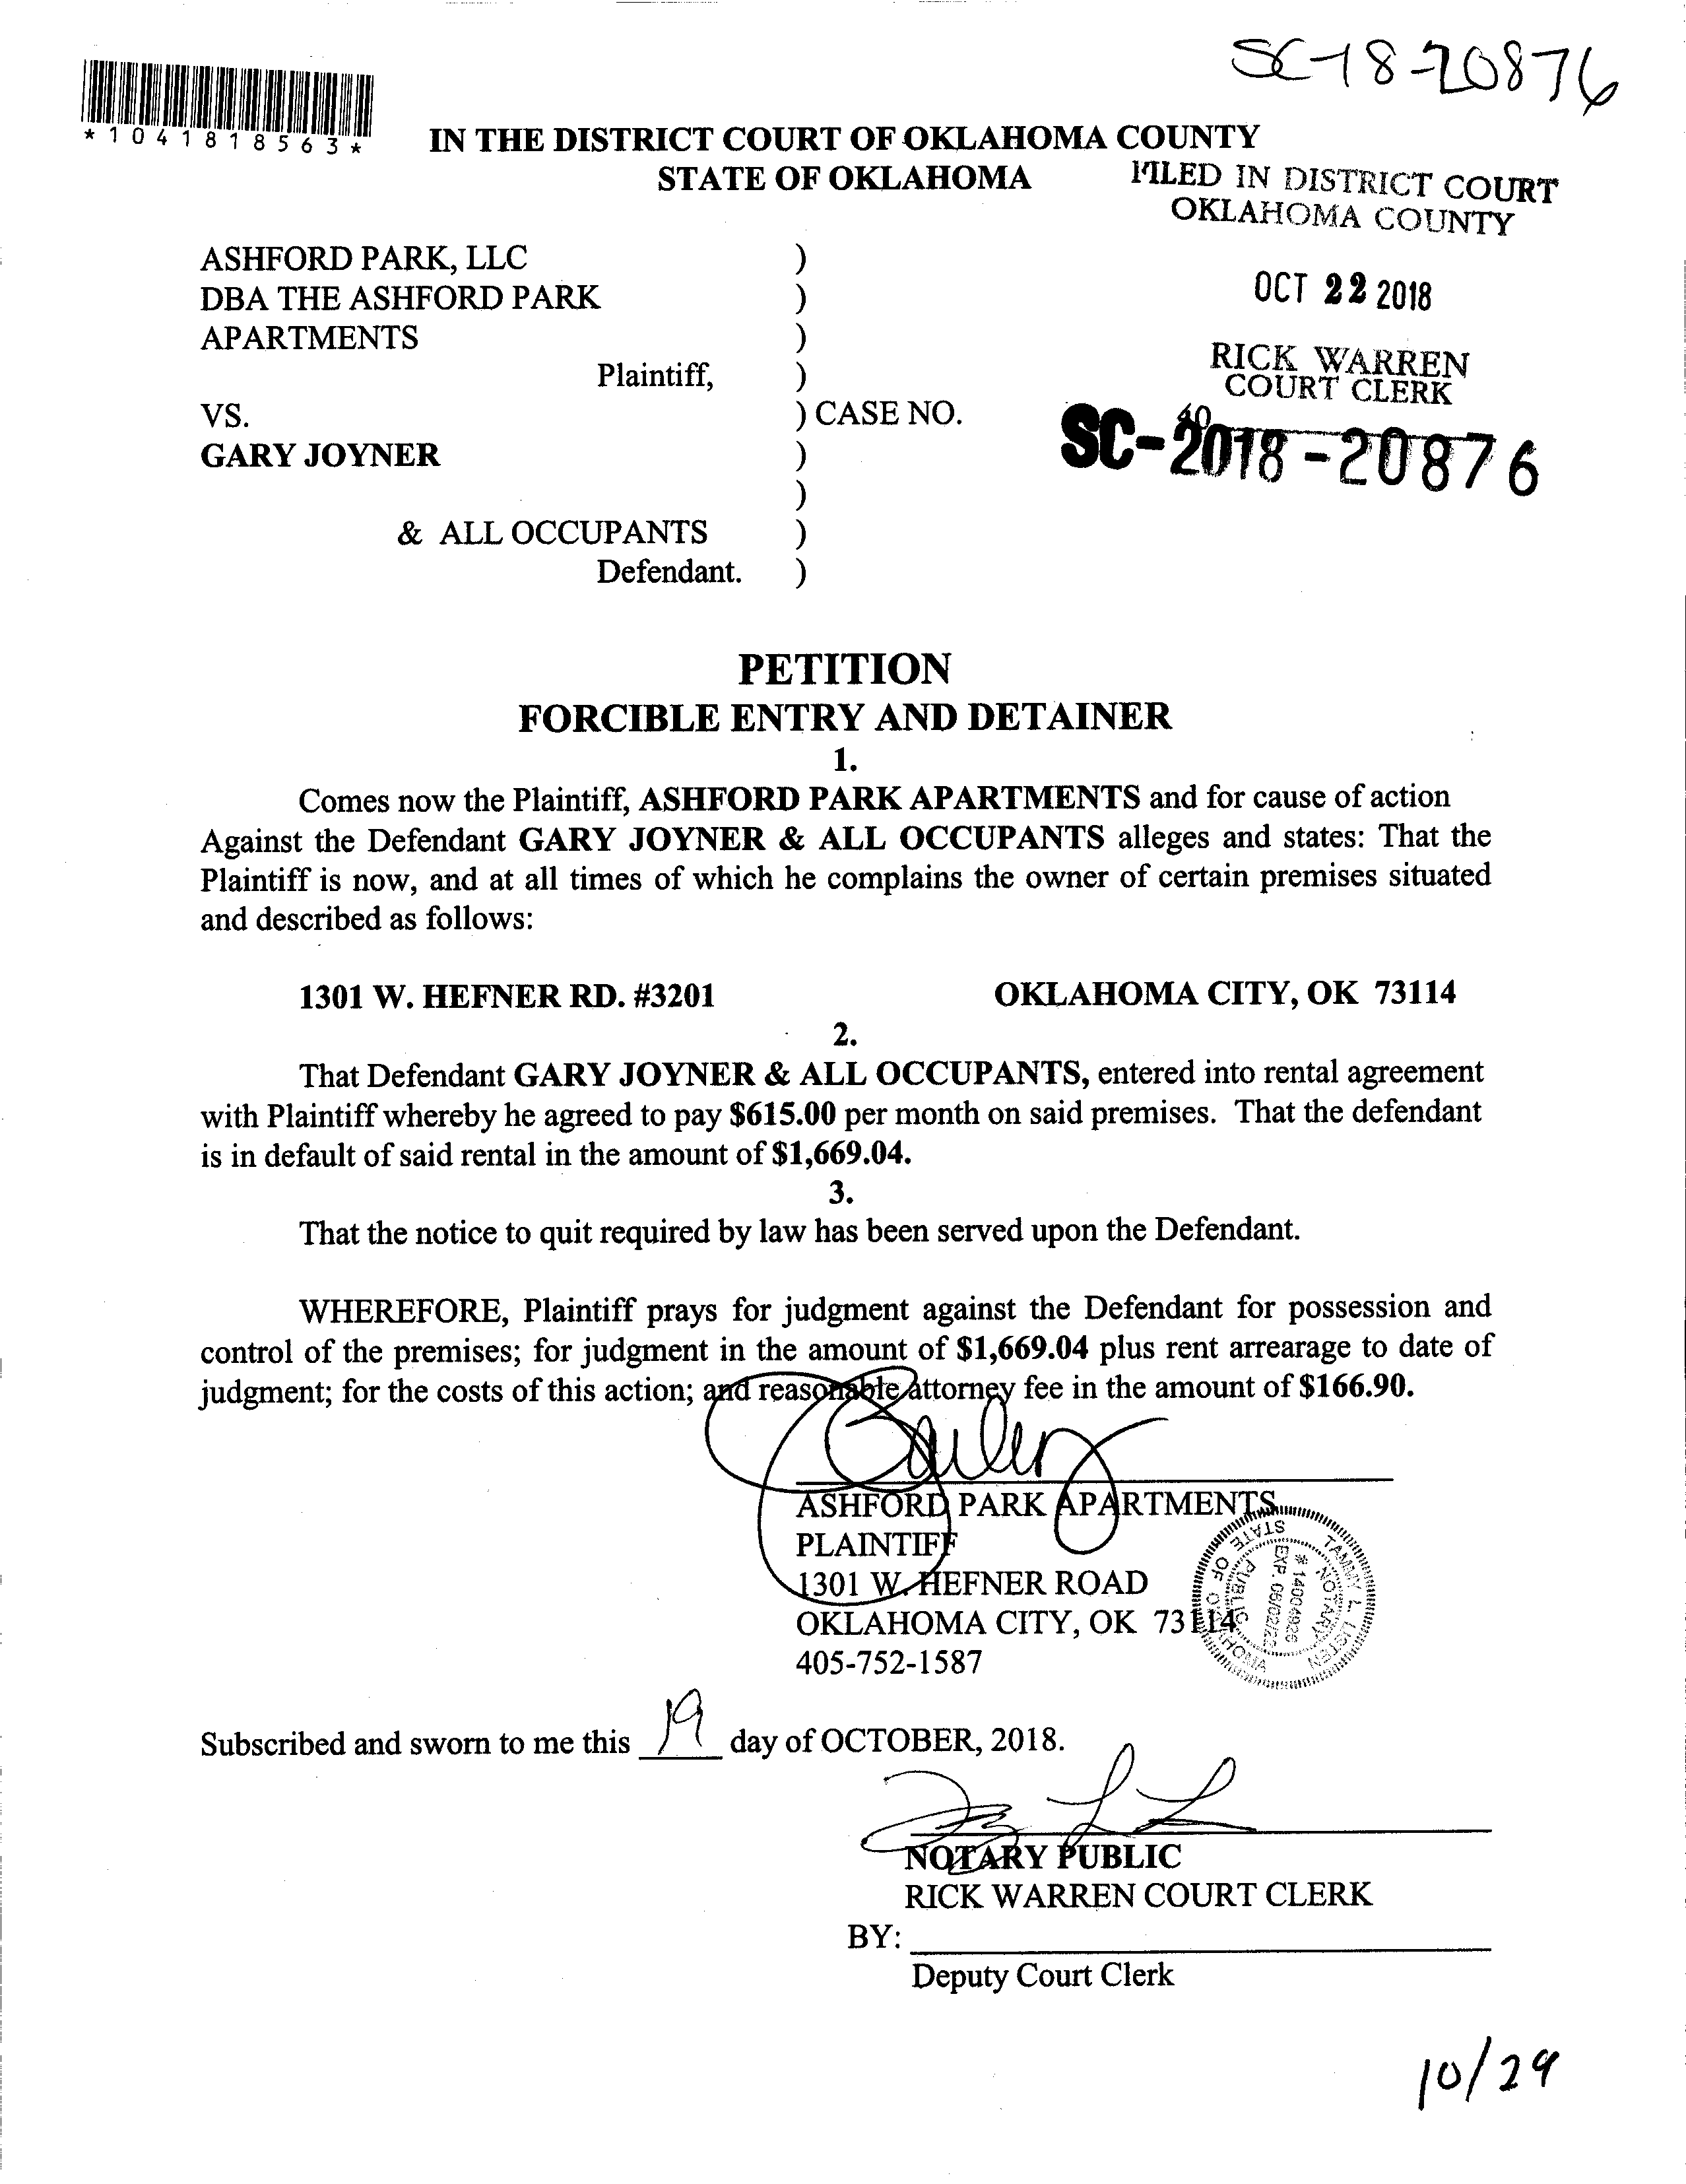 SC-18-20876
*1041818563*
IN THE DISTRICT COURT OF OKLAHOMA COUNTY
STATE OF OKLAHOMA
FILED IN DISTRICT COURT
OKLAHOMA COUNTY
ASHFORD PARK, LLC )
DBA THE ASHFORD PARK )
OCT 22 2018
APARTMENTS )
RICK WARREN
COURT CLERK
Plaintiff, )
40
VS. ) CASE NO.
SC-2018-20876
GARY JOYNER )
)
& ALL OCCUPANTS )
Defendant. )
PETITION
FORCIBLE ENTRY AND DETAINER
1.
Comes now the Plaintiff, ASHFORD PARK APARTMENTS and for cause of action
Against the Defendant GARY JOYNER & ALL OCCUPANTS alleges and states: That the
Plaintiff is now, and at all times of which he complains the owner of certain premises situated
and described as follows:
1301 W. HEFNER RD. #3201 OKLAHOMA CITY, OK 73114
2.
That Defendant GARY JOYNER & ALL OCCUPANTS, entered into rental agreement
with Plaintiff whereby he agreed to pay $615.00 per month on said premises. That the defendant
is in default of said rental in the amount of $1,669.04.
3.
That the notice to quit required by law has been served upon the Defendant.
WHEREFORE, Plaintiff prays for judgment against the Defendant for possession and
control of the premises; for judgment in the amount of $1,669.04 plus rent arrearage to date of
judgment; for the costs of this action; and reasonable attorney fee in the amount of $166.90.
ASHFORD PARK APARTMENTS
PLAINTIFF
1301 W. HEFNER ROAD
OKLAHOMA CITY, OK 73114
405-752-1587
TAMMY L. LISTEN
NOTARY PUBLIC
STATE OF OKLAHOMA
# 14004926
Subscribed and sworn to me this 19 day of OCTOBER, 2018.
NOTARY PUBLIC
RICK WARREN COURT CLERK
BY:
Deputy Court Clerk
10/29